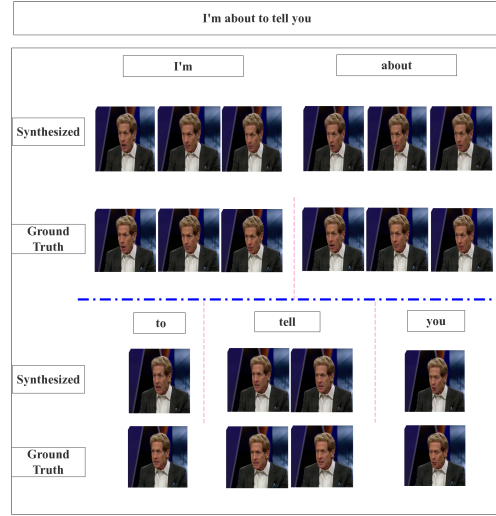 I'm about to tell you
I'm
about
Synthesized
Ground
Truth
to
tell
you
Synthesized
Ground
Truth